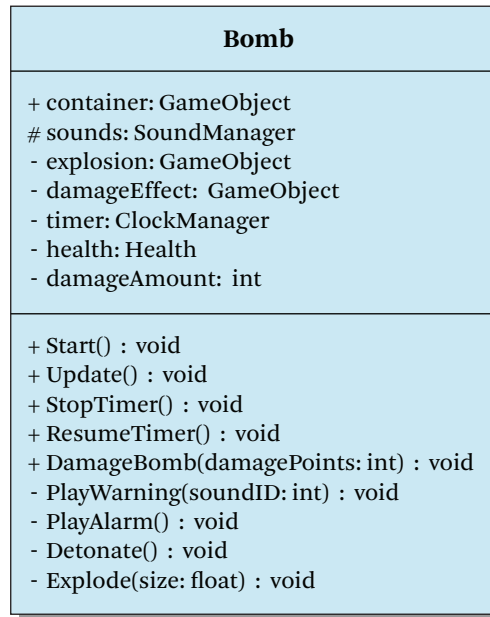 Bomb
+ container: GameObject
# sounds: SoundManager
- explosion: GameObject
- damageEffect: GameObject
- timer: ClockManager
- health: Health
- damageAmount: int
+ Start() : void
+ Update() : void
+ StopTimer() : void
+ ResumeTimer() : void
+ DamageBomb(damagePoints: int) : void
- PlayWarning(soundID: int) : void
- PlayAlarm() : void
- Detonate() : void
- Explode(size: float) : void